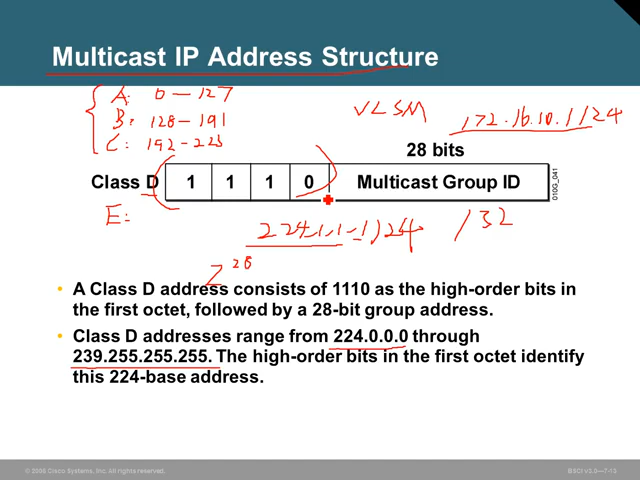 Multicast IP Address Structure
A: 0 — 127
B: 128 - 191
C: 192 - 223
VLSM
172.16.10.1/24
28 bits
Class D 1 1 1 0 Multicast Group ID
010G_041
E:
224.1.1.1/24
/32
2^28
• A Class D address consists of 1110 as the high-order bits in
the first octet, followed by a 28-bit group address.
• Class D addresses range from 224.0.0.0 through
239.255.255.255. The high-order bits in the first octet identify
this 224-base address.
© 2006 Cisco Systems, Inc. All rights reserved.
BSCI v3.0—7-13